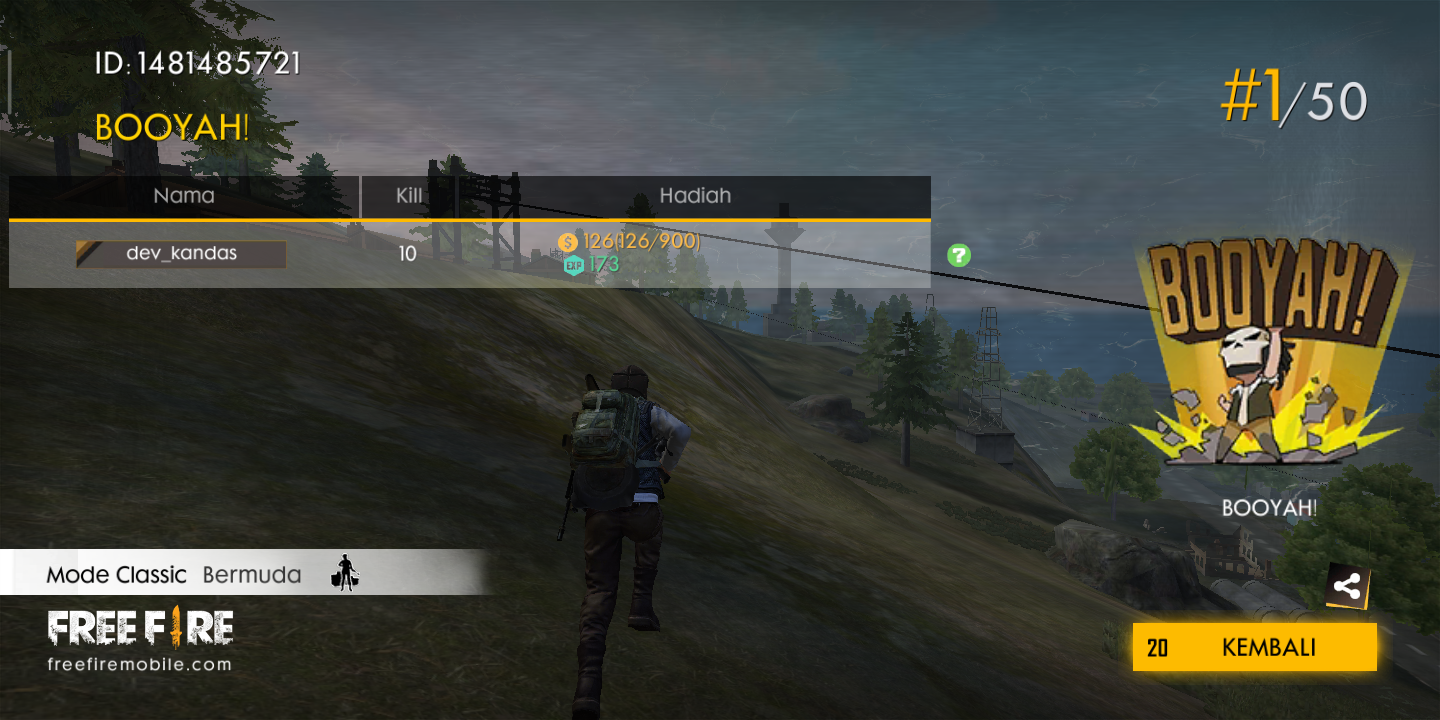 ID: 1481485721
BOOYAH!
#1/50
Nama Kill Hadiah
dev_kandas 10 $ 126(126/900)
EXP 173
?
BOOYAH!
BOOYAH!
Mode Classic Bermuda
FREE FIRE
freefiremobile.com
20 KEMBALI